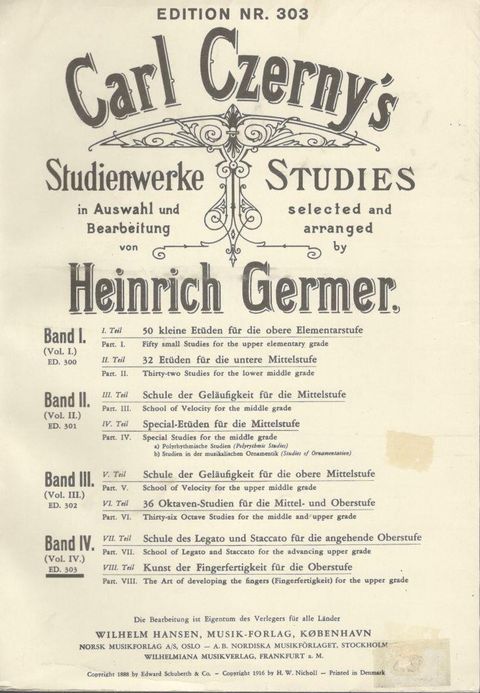 EDITION NR. 303
Carl Czerny's
Studienwerke
in Auswahl und
Bearbeitung
von
STUDIES
selected and
arranged
by
Heinrich Germer.
Band I.
(Vol. I.)
ED. 300
I. Teil 50 kleine Etüden für die obere Elementarstufe
Part. I. Fifty small Studies for the upper elementary grade
II. Teil 32 Etüden für die untere Mittelstufe
Part. II. Thirty-two Studies for the lower middle grade
Band II.
(Vol. II.)
ED. 301
III. Teil Schule der Geläufigkeit für die Mittelstufe
Part. III. School of Velocity for the middle grade
IV. Teil Special-Etüden für die Mittelstufe
Part. IV. Special Studies for the middle grade
a) Polyrhythmische Studien (Polyrythmic Studies)
b) Studien in der musikalischen Ornamentik (Studies of Ornamentation)
Band III.
(Vol. III.)
ED. 302
V. Teil Schule der Geläufigkeit für die obere Mittelstufe
Part. V. School of Velocity for the upper middle grade
VI. Teil 36 Oktaven-Studien für die Mittel- und Oberstufe
Part. VI. Thirty-six Octave Studies for the middle and upper grade
Band IV.
(Vol. IV.)
ED. 303
VII. Teil Schule des Legato und Staccato für die angehende Oberstufe
Part. VII. School of Legato and Staccato for the advancing upper grade
VIII. Teil Kunst der Fingerfertigkeit für die Oberstufe
Part. VIII. The Art of developing the fingers (Fingerfertigkeit) for the upper grade
Die Bearbeitung ist Eigentum des Verlegers für alle Länder
WILHELM HANSEN, MUSIK-FORLAG, KØBENHAVN
NORSK MUSIKFORLAG A/S, OSLO — A. B. NORDISKA MUSIKFÖRLAGET, STOCKHOLM
WILHELMIANA MUSIKVERLAG, FRANKFURT a. M.
Copyright 1888 by Edward Schuberth & Co. – Copyright 1916 by H. W. Nicholl – Printed in Denmark